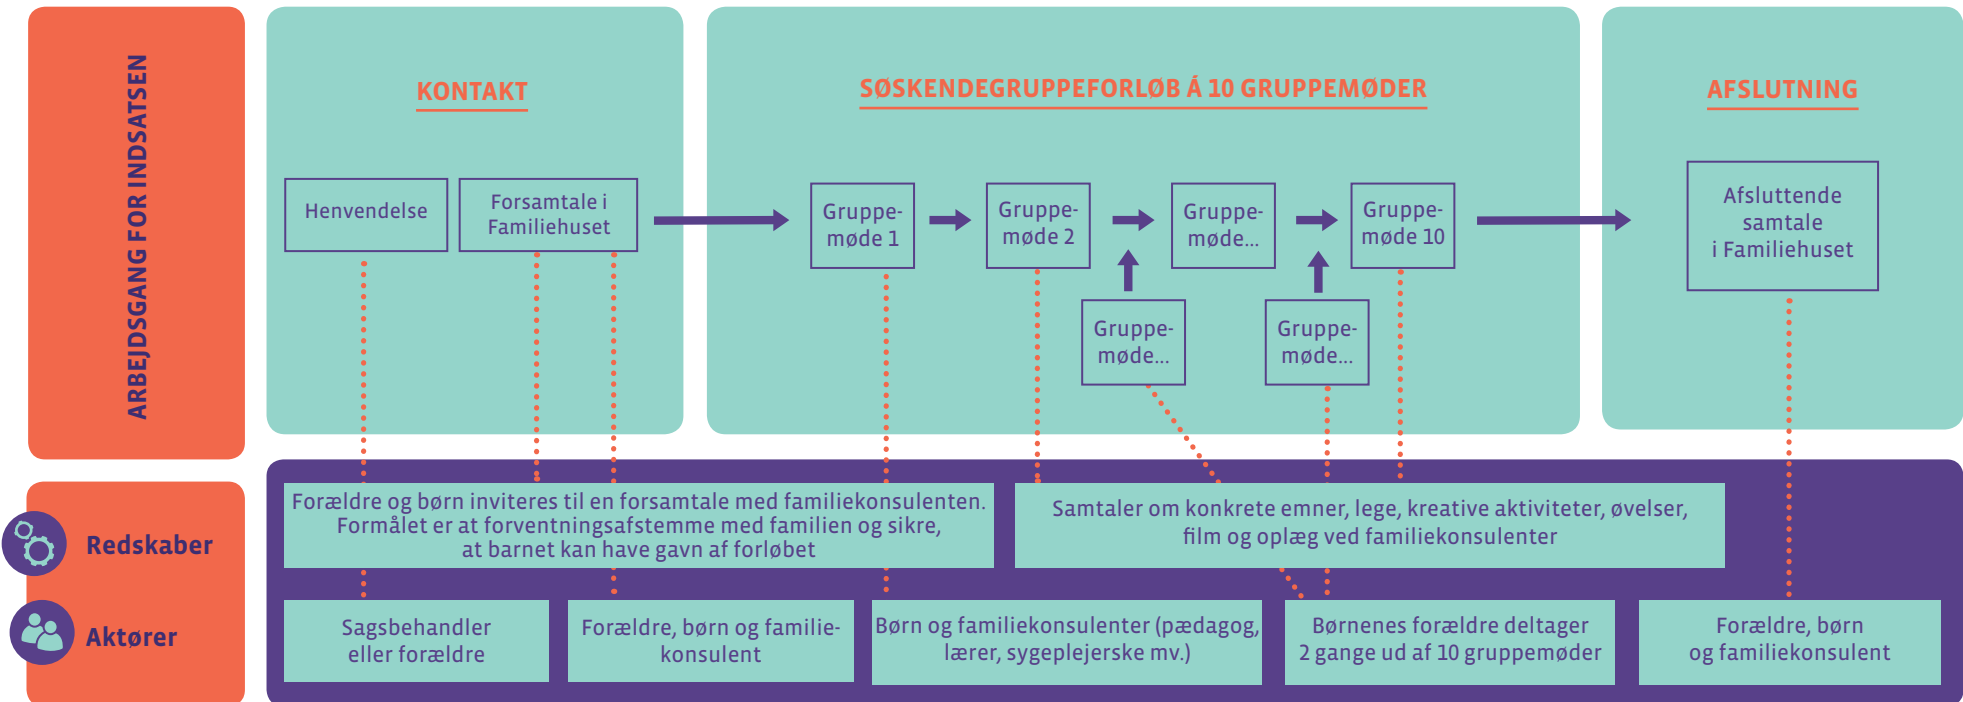 ARBEJDSGANG FOR INDSATSEN
KONTAKT
Henvendelse
Forsamtale i
Familiehuset
SØSKENDEGRUPPEFORLØB Á 10 GRUPPEMØDER
Gruppe-
møde 1
Gruppe-
møde 2
Gruppe-
møde...
Gruppe-
møde 10
Gruppe-
møde...
Gruppe-
møde...
AFSLUTNING
Afsluttende
samtale
i Familiehuset
Redskaber
Forældre og børn inviteres til en forsamtale med familiekonsulenten.
Formålet er at forventningsafstemme med familien og sikre,
at barnet kan have gavn af forløbet
Samtaler om konkrete emner, lege, kreative aktiviteter, øvelser,
film og oplæg ved familiekonsulenter
Aktører
Sagsbehandler
eller forældre
Forældre, børn og familie-
konsulent
Børn og familiekonsulenter (pædagog,
lærer, sygeplejerske mv.)
Børnenes forældre deltager
2 gange ud af 10 gruppemøder
Forældre, børn
og familiekonsulent